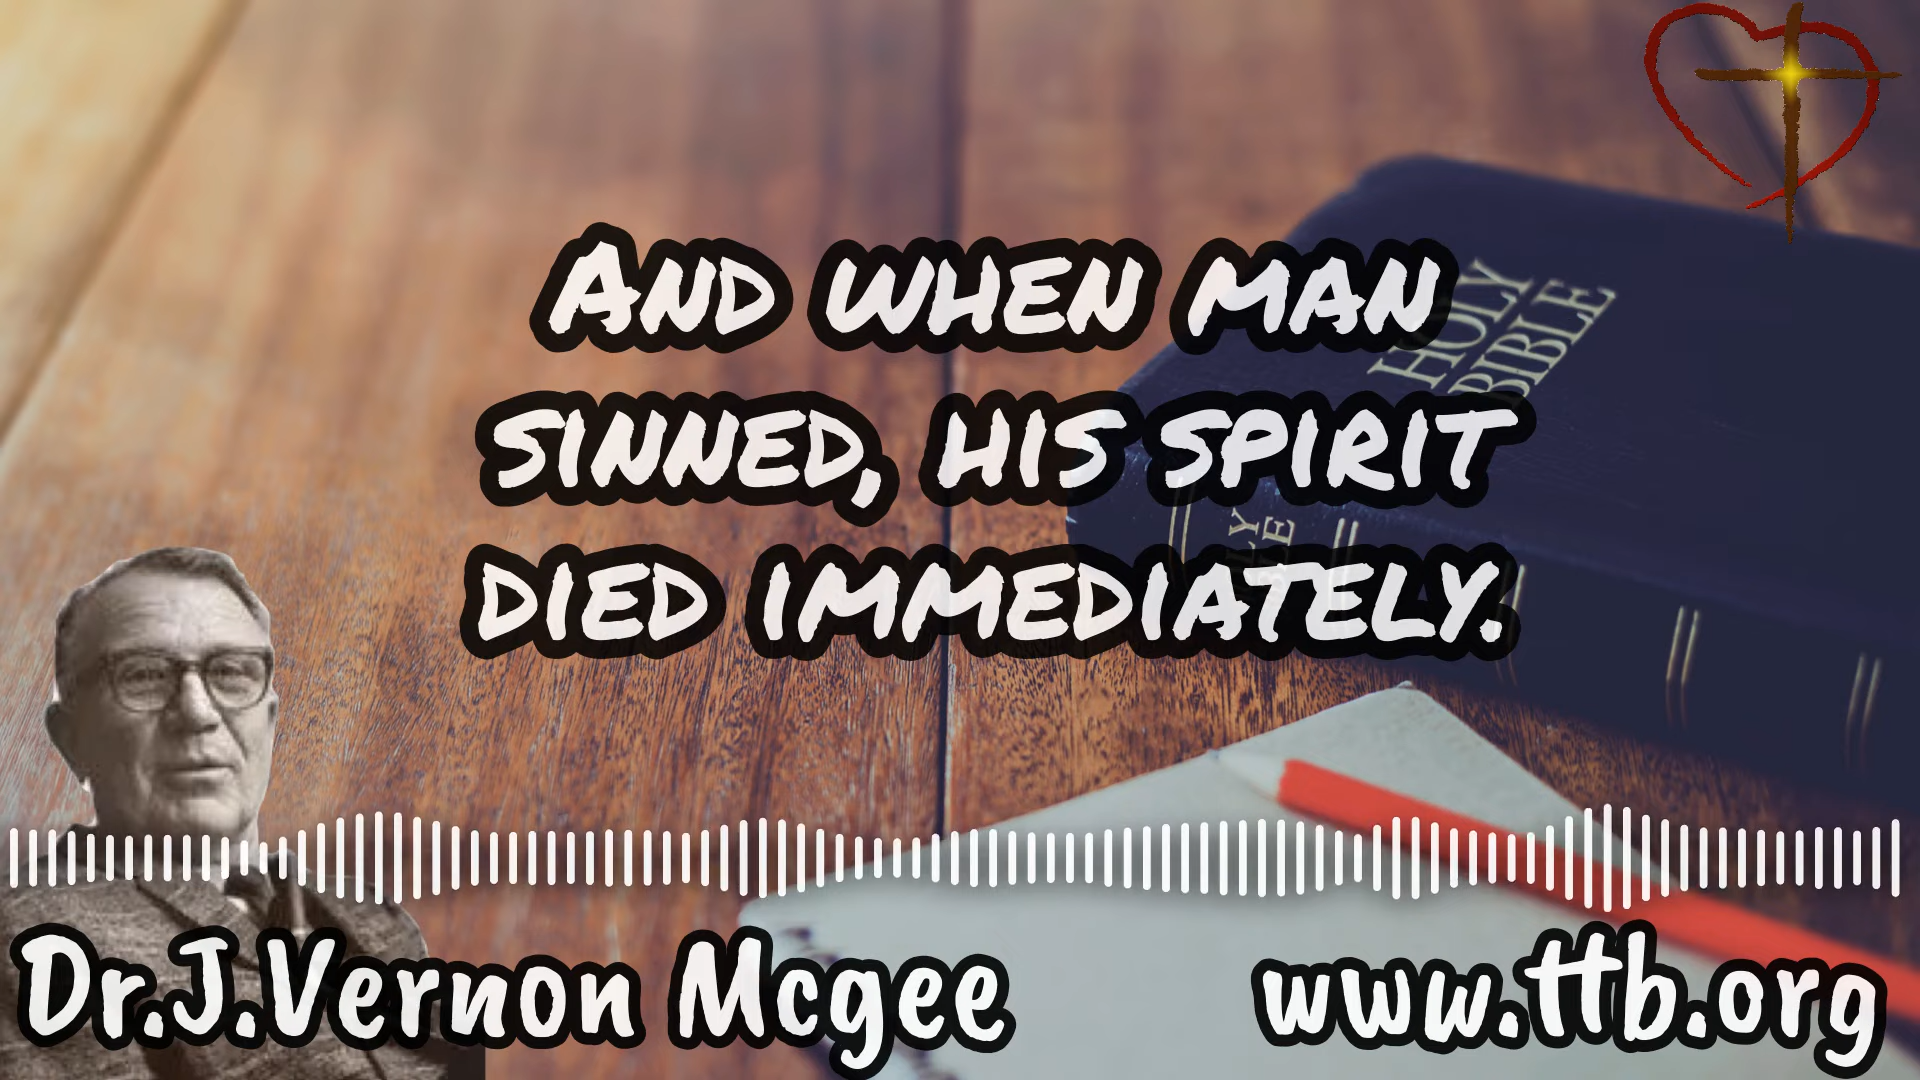 And when man
sinned, his spirit
died immediately.
HOLY
BIBLE
Dr.J.Vernon Mcgee
www.ttb.org